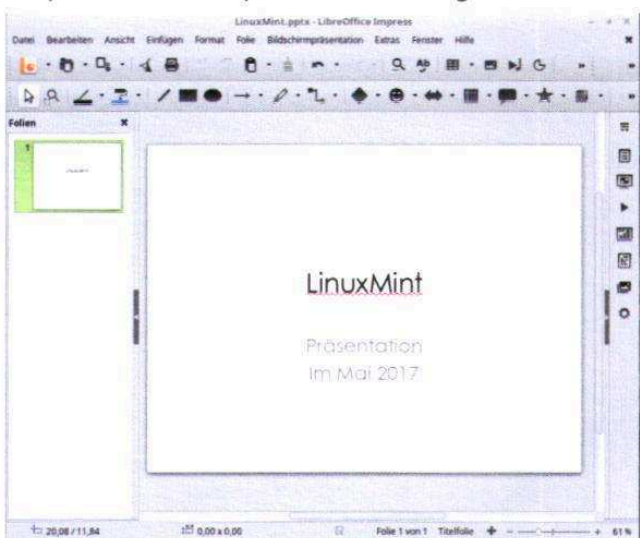 LinuxMint.pptx - LibreOffice Impress
Datei Bearbeiten Ansicht Einfügen Format Folie Bildschirmpräsentation Extras Fenster Hilfe
Folien
1
LinuxMint
Präsentation
Im Mai 2017
20,08 / 11,84 0,00 x 0,00 Folie 1 von 1 Titelfolie 61 %